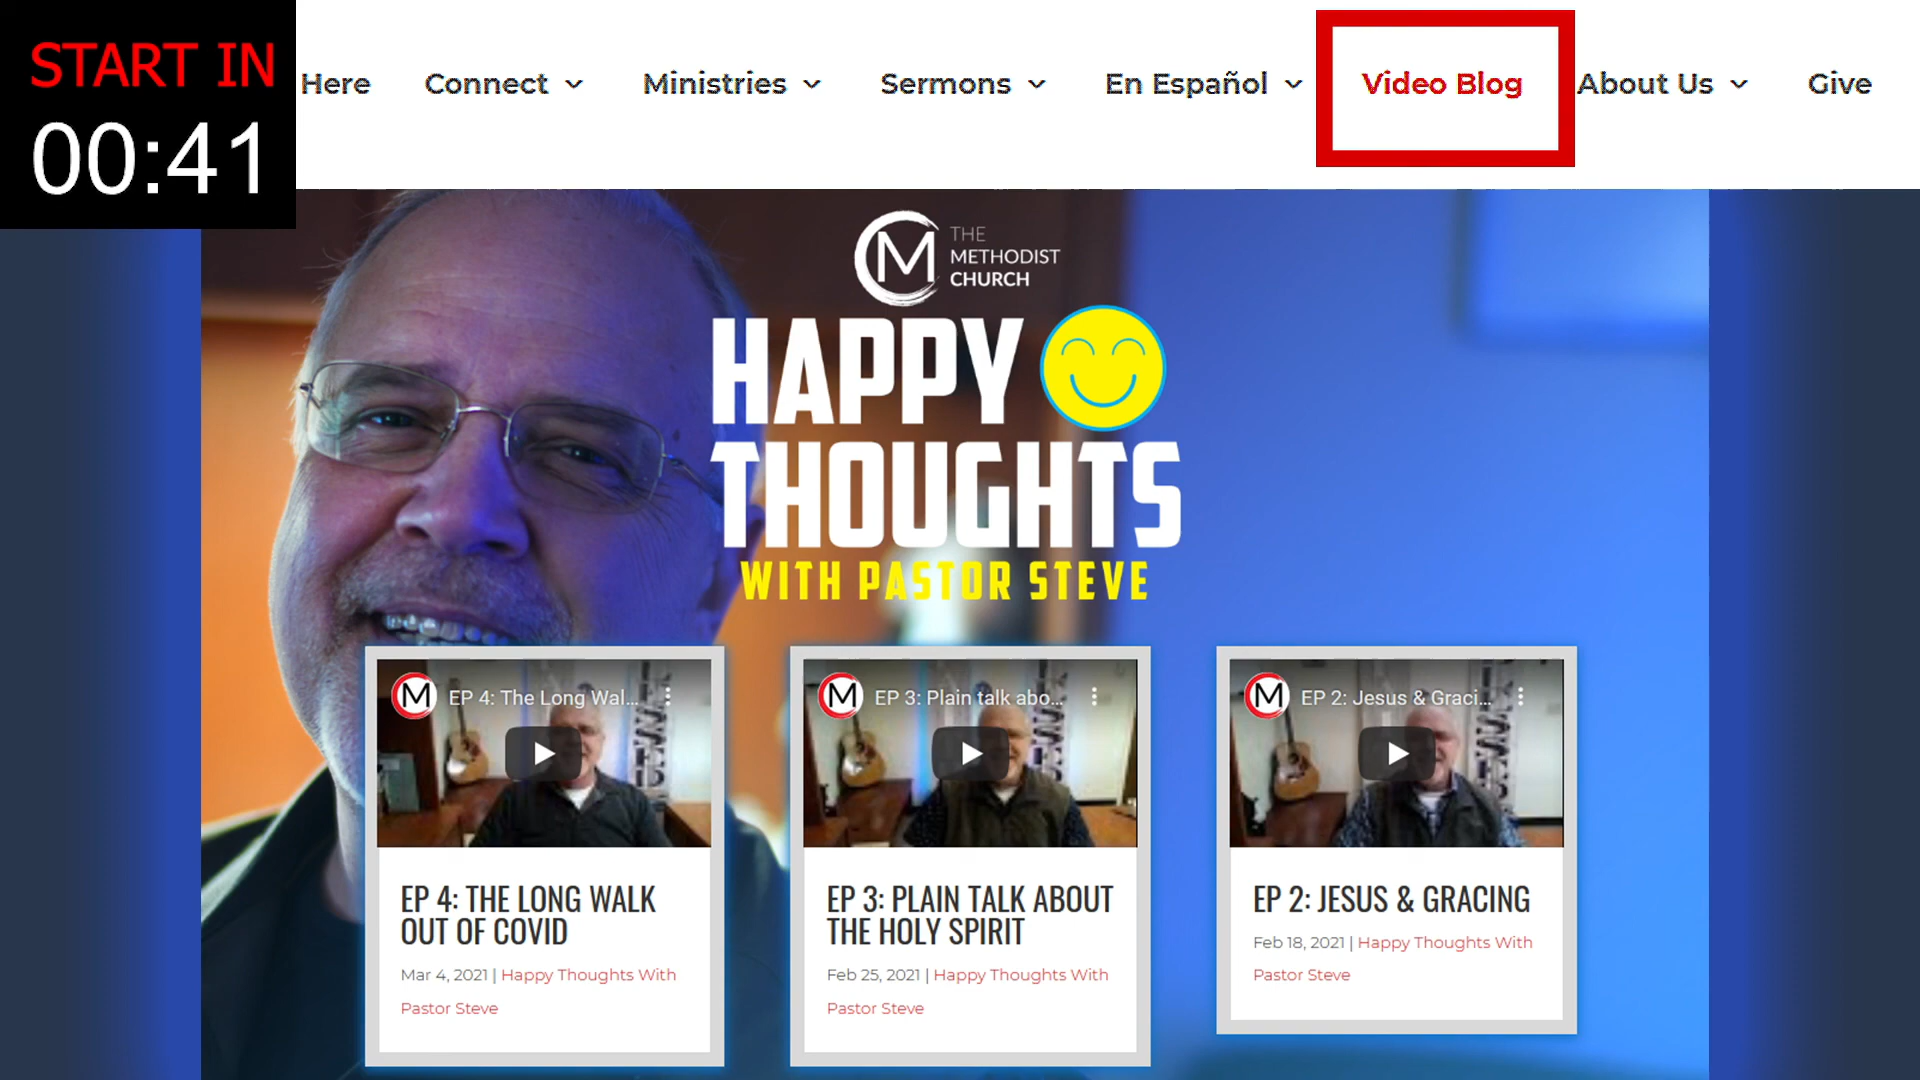 START IN
00:41
Here
Connect
Ministries
Sermons
En Español
Video Blog
About Us
Give
M
THE
METHODIST
CHURCH
HAPPY
THOUGHTS
WITH PASTOR STEVE
M
EP 4: The Long Wal...
EP 4: THE LONG WALK
OUT OF COVID
Mar 4, 2021 | Happy Thoughts With
Pastor Steve
M
EP 3: Plain talk abo...
EP 3: PLAIN TALK ABOUT
THE HOLY SPIRIT
Feb 25, 2021 | Happy Thoughts With
Pastor Steve
M
EP 2: Jesus & Graci...
EP 2: JESUS & GRACING
Feb 18, 2021 | Happy Thoughts With
Pastor Steve